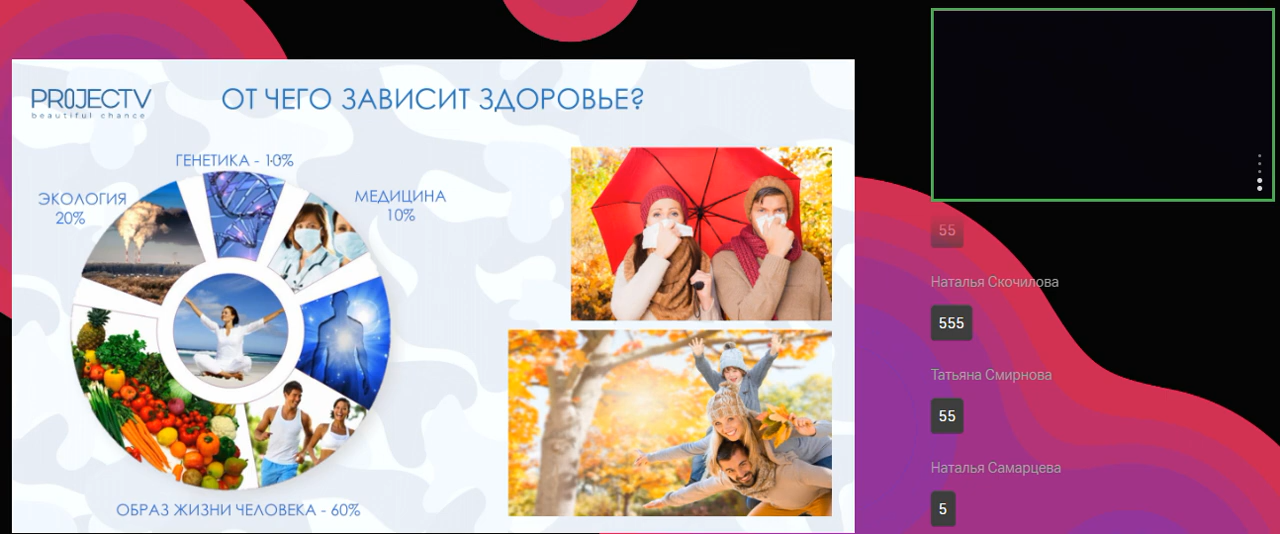 PROJECTV
beautiful chance
ОТ ЧЕГО ЗАВИСИТ ЗДОРОВЬЕ?
ГЕНЕТИКА - 10%
ЭКОЛОГИЯ
20%
МЕДИЦИНА
10%
ОБРАЗ ЖИЗНИ ЧЕЛОВЕКА - 60%
55
Наталья Скочилова
555
Татьяна Смирнова
55
Наталья Самарцева
5